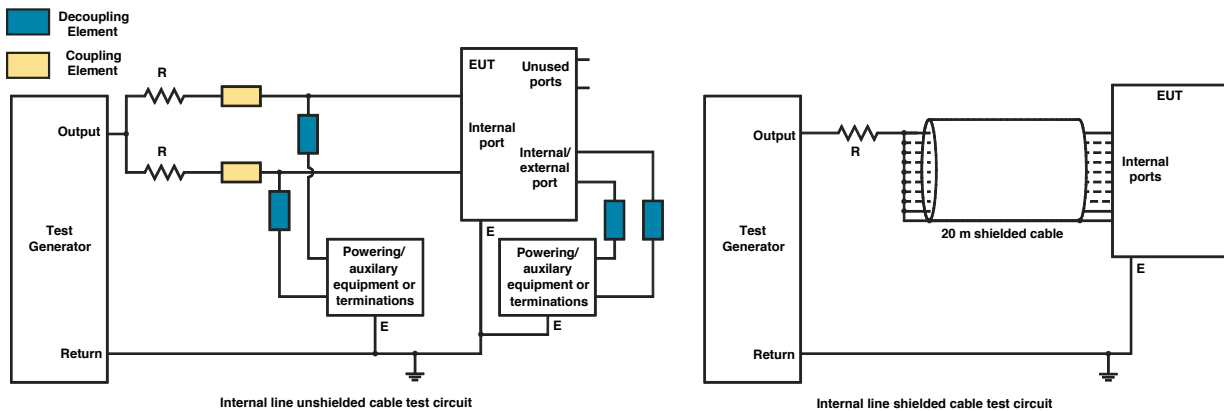 Decoupling
Element
Coupling
Element
R
Output
R
Test
Generator
Return
EUT
Unused
ports
Internal
port
Internal/
external
port
E
Powering/
auxilary
equipment or
terminations
E
Powering/
auxilary
equipment or
terminations
E
Internal line unshielded cable test circuit
Output
R
Test
Generator
Return
20 m shielded cable
EUT
Internal
ports
E
Internal line shielded cable test circuit